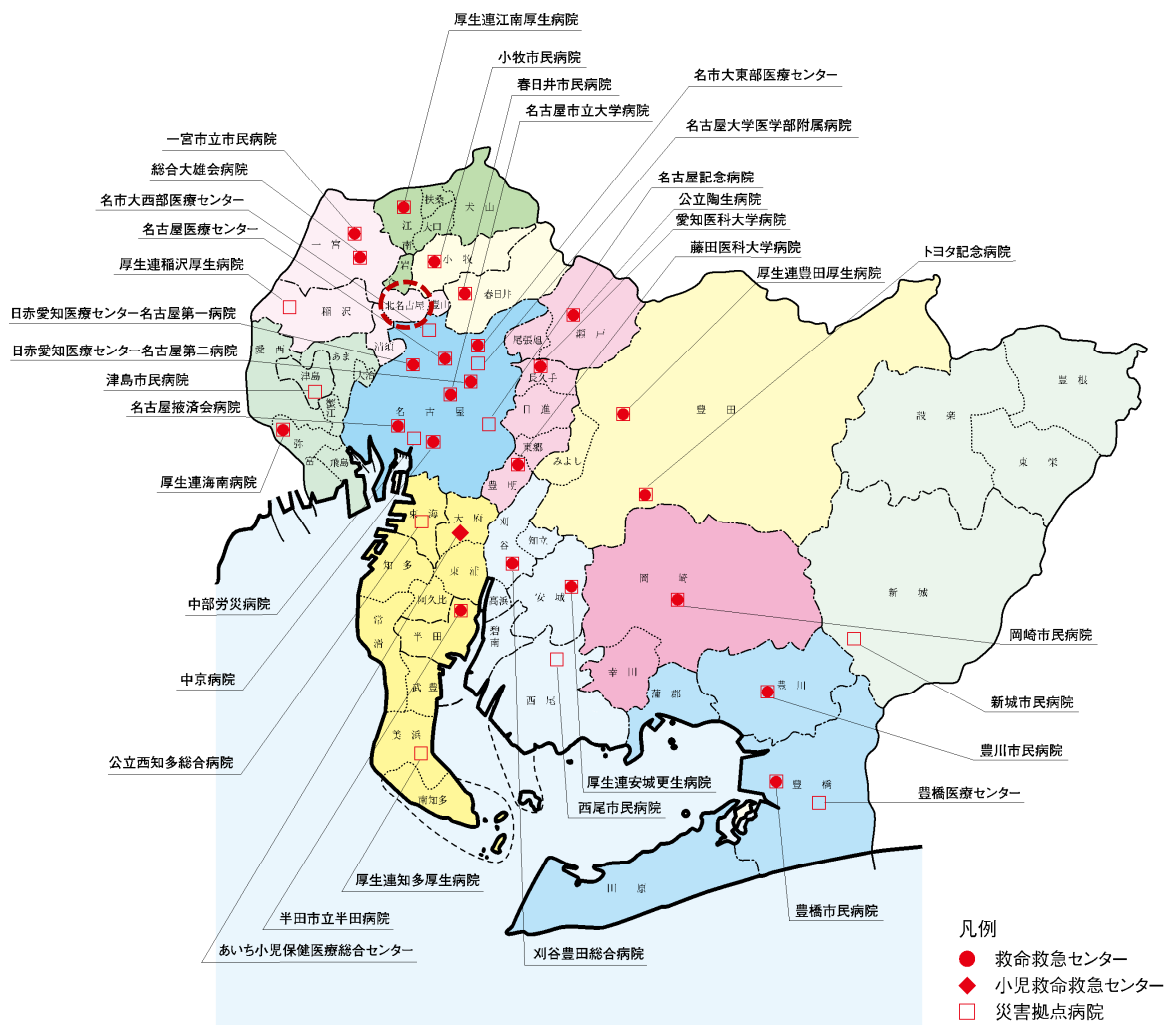 厚生連江南厚生病院
小牧市民病院
春日井市民病院
名古屋市立大学病院
名市大東部医療センター
名古屋大学医学部附属病院
名古屋記念病院
公立陶生病院
愛知医科大学病院
藤田医科大学病院
厚生連豊田厚生病院
トヨタ記念病院
一宮市立市民病院
総合大雄会病院
名市大西部医療センター
名古屋医療センター
厚生連稲沢厚生病院
日赤愛知医療センター名古屋第一病院
日赤愛知医療センター名古屋第二病院
津島市民病院
名古屋掖済会病院
厚生連海南病院
扶桑
犬山
江南
大口
岩
小牧
一宮
稲沢
北名古屋
豊山
春日井
清須
瀬戸
尾張旭
長久手
日進
東郷
豊明
みよし
豊田
愛西
あま
津島
大治
蟹江
弥富
飛島
名古屋
設楽
豊根
東栄
新城
東海
大府
知多
東浦
阿久比
常滑
半田
武豊
美浜
南知多
刈谷
知立
高浜
安城
碧南
西尾
岡崎
幸田
蒲郡
豊川
豊橋
田原
中部労災病院
中京病院
公立西知多総合病院
厚生連知多厚生病院
半田市立半田病院
あいち小児保健医療総合センター
刈谷豊田総合病院
西尾市民病院
厚生連安城更生病院
岡崎市民病院
新城市民病院
豊川市民病院
豊橋医療センター
豊橋市民病院
凡例
救命救急センター
小児救命救急センター
災害拠点病院